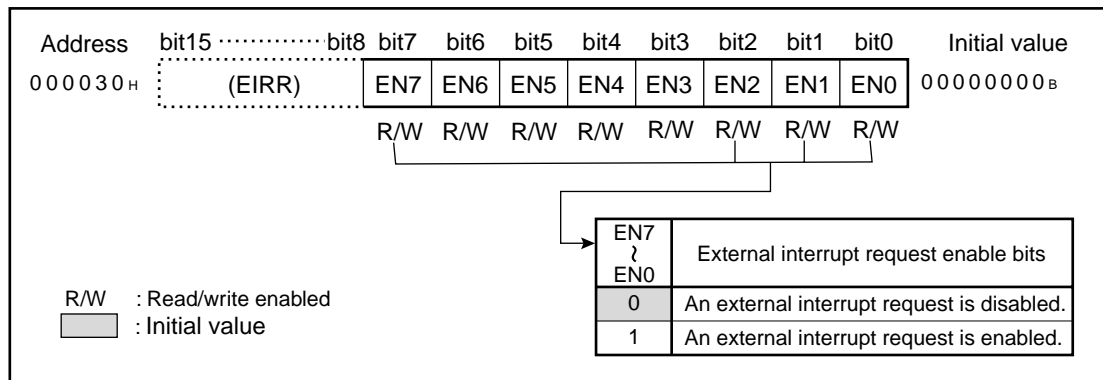 Address bit15 ············ bit8 bit7 bit6 bit5 bit4 bit3 bit2 bit1 bit0 Initial value
000030H (EIRR) EN7 EN6 EN5 EN4 EN3 EN2 EN1 EN0 00000000B
R/W R/W R/W R/W R/W R/W R/W R/W
EN7
~
EN0
External interrupt request enable bits
0 An external interrupt request is disabled.
1 An external interrupt request is enabled.
R/W : Read/write enabled
: Initial value